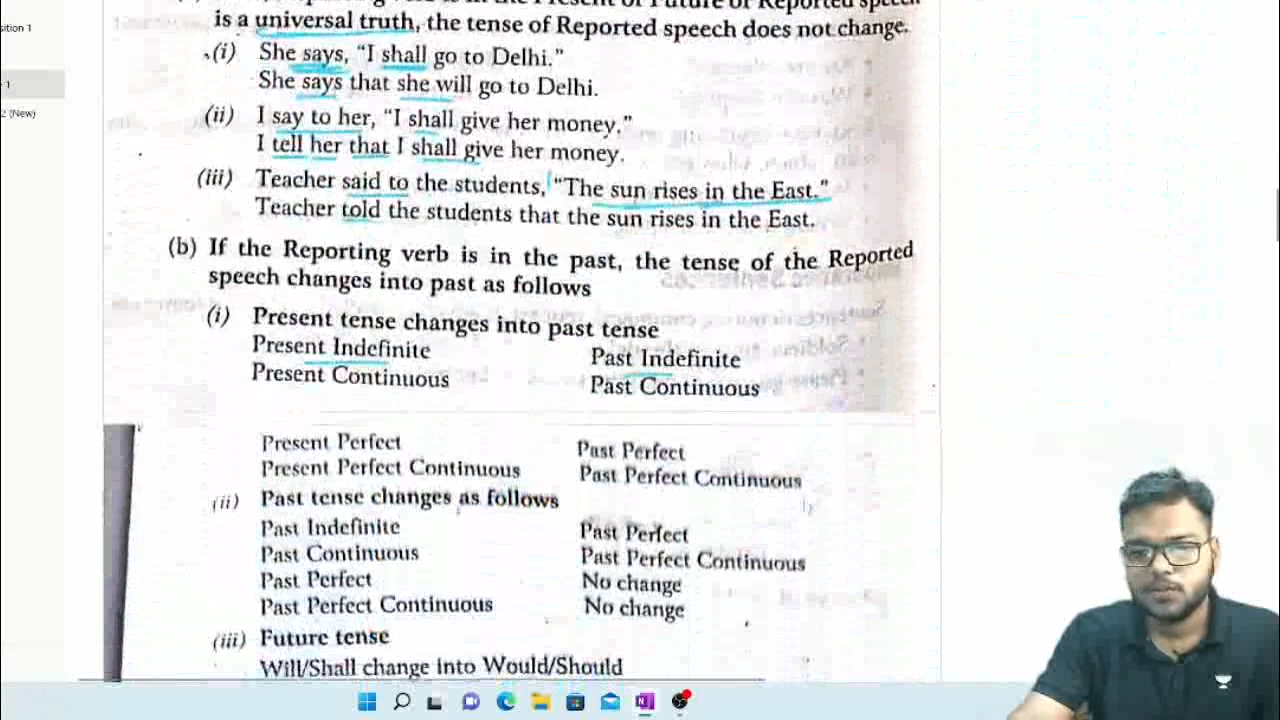 is a universal truth, the tense of Reported speech does not change.
sition 1
(i) She says, “I shall go to Delhi.”
She says that she will go to Delhi.
- 1
2 (New)
(ii) I say to her, “I shall give her money.”
I tell her that I shall give her money.
(iii) Teacher said to the students, “The sun rises in the East.”
Teacher told the students that the sun rises in the East.
(b) If the Reporting verb is in the past, the tense of the Reported
speech changes into past as follows
(i) Present tense changes into past tense
Present Indefinite Past Indefinite
Present Continuous Past Continuous
Present Perfect Past Perfect
Present Perfect Continuous Past Perfect Continuous
(ii) Past tense changes as follows
Past Indefinite Past Perfect
Past Continuous Past Perfect Continuous
Past Perfect No change
Past Perfect Continuous No change
(iii) Future tense
Will/Shall change into Would/Should